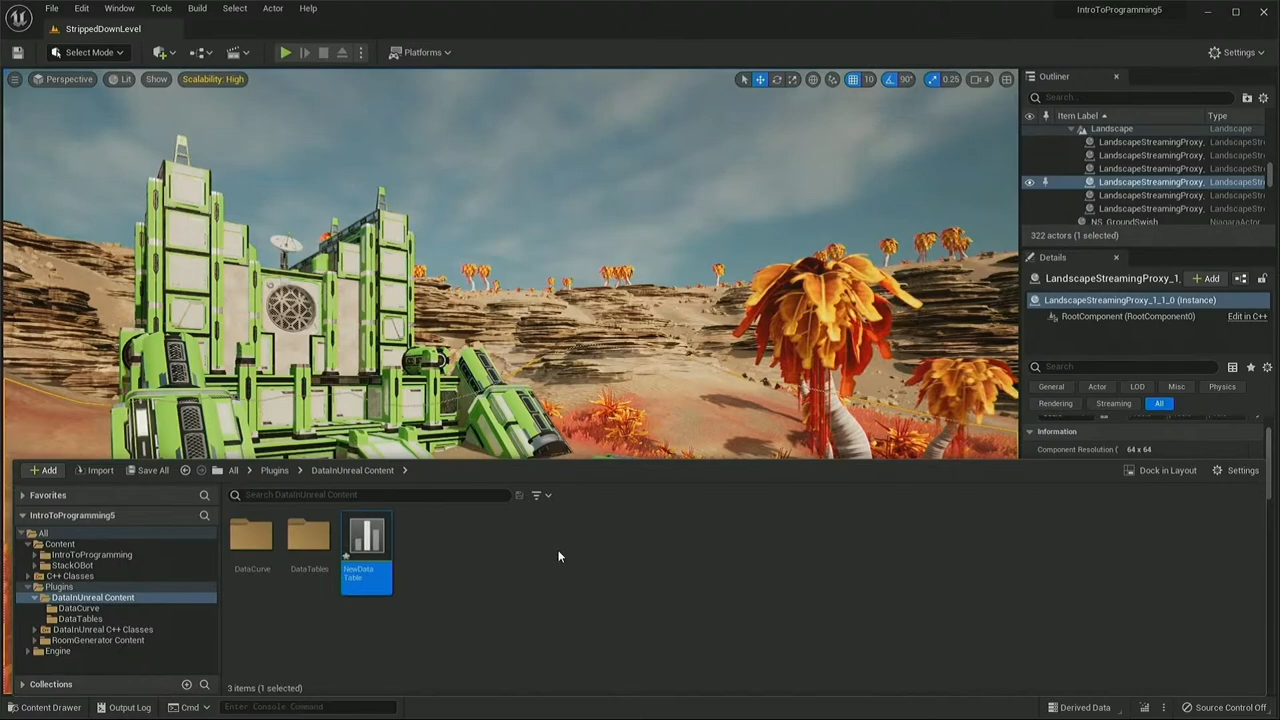 File Edit Window Tools Build Select Actor Help
IntroToProgramming5
StrippedDownLevel
Select Mode
Platforms
Settings
Perspective Lit Show Scalability: High
10 90° 0.25 4
Outliner
Search...
Item Label Type
Landscape Landscape
LandscapeStreamingProxy_ LandscapeStr
LandscapeStreamingProxy_ LandscapeStr
LandscapeStreamingProxy_ LandscapeStr
LandscapeStreamingProxy_ LandscapeStr
LandscapeStreamingProxy_ LandscapeStr
LandscapeStreamingProxy_ LandscapeStr
NS_GroundSwish NiagaraActor
322 actors (1 selected)
Details
LandscapeStreamingProxy_1_ Add
LandscapeStreamingProxy_1_1_0 (Instance)
RootComponent (RootComponent0) Edit in C++
Search
General Actor LOD Misc Physics
Rendering Streaming All
Information
Component Resolution ( 64 x 64
Add Import Save All All Plugins DataInUnreal Content Dock in Layout Settings
Favorites
Search DataInUnreal Content
IntroToProgramming5
All
Content
IntroToProgramming
StackOBot
C++ Classes
Plugins
DataInUnreal Content
DataCurve
DataTables
DataInUnreal C++ Classes
RoomGenerator Content
Engine
Collections
DataCurve DataTables NewData
Table
3 items (1 selected)
Content Drawer Output Log Cmd Enter Console Command Derived Data Source Control Off